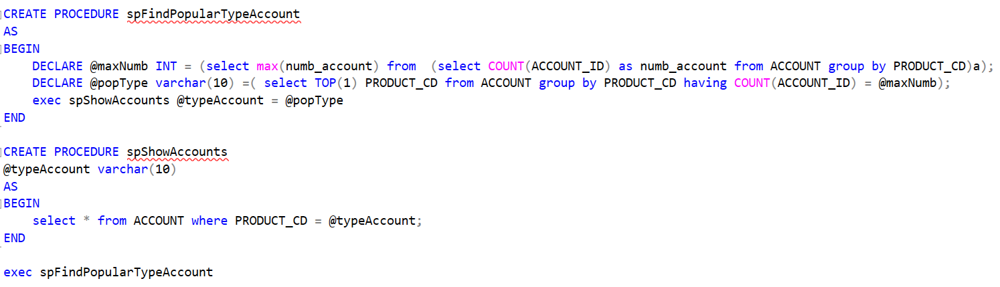 CREATE PROCEDURE spFindPopularTypeAccount
AS
BEGIN
    DECLARE @maxNumb INT = (select max(numb_account) from  (select COUNT(ACCOUNT_ID) as numb_account from ACCOUNT group by PRODUCT_CD)a);
    DECLARE @popType varchar(10) =( select TOP(1) PRODUCT_CD from ACCOUNT group by PRODUCT_CD having COUNT(ACCOUNT_ID) = @maxNumb);
    exec spShowAccounts @typeAccount = @popType
END

CREATE PROCEDURE spShowAccounts
@typeAccount varchar(10)
AS
BEGIN
    select * from ACCOUNT where PRODUCT_CD = @typeAccount;
END

exec spFindPopularTypeAccount